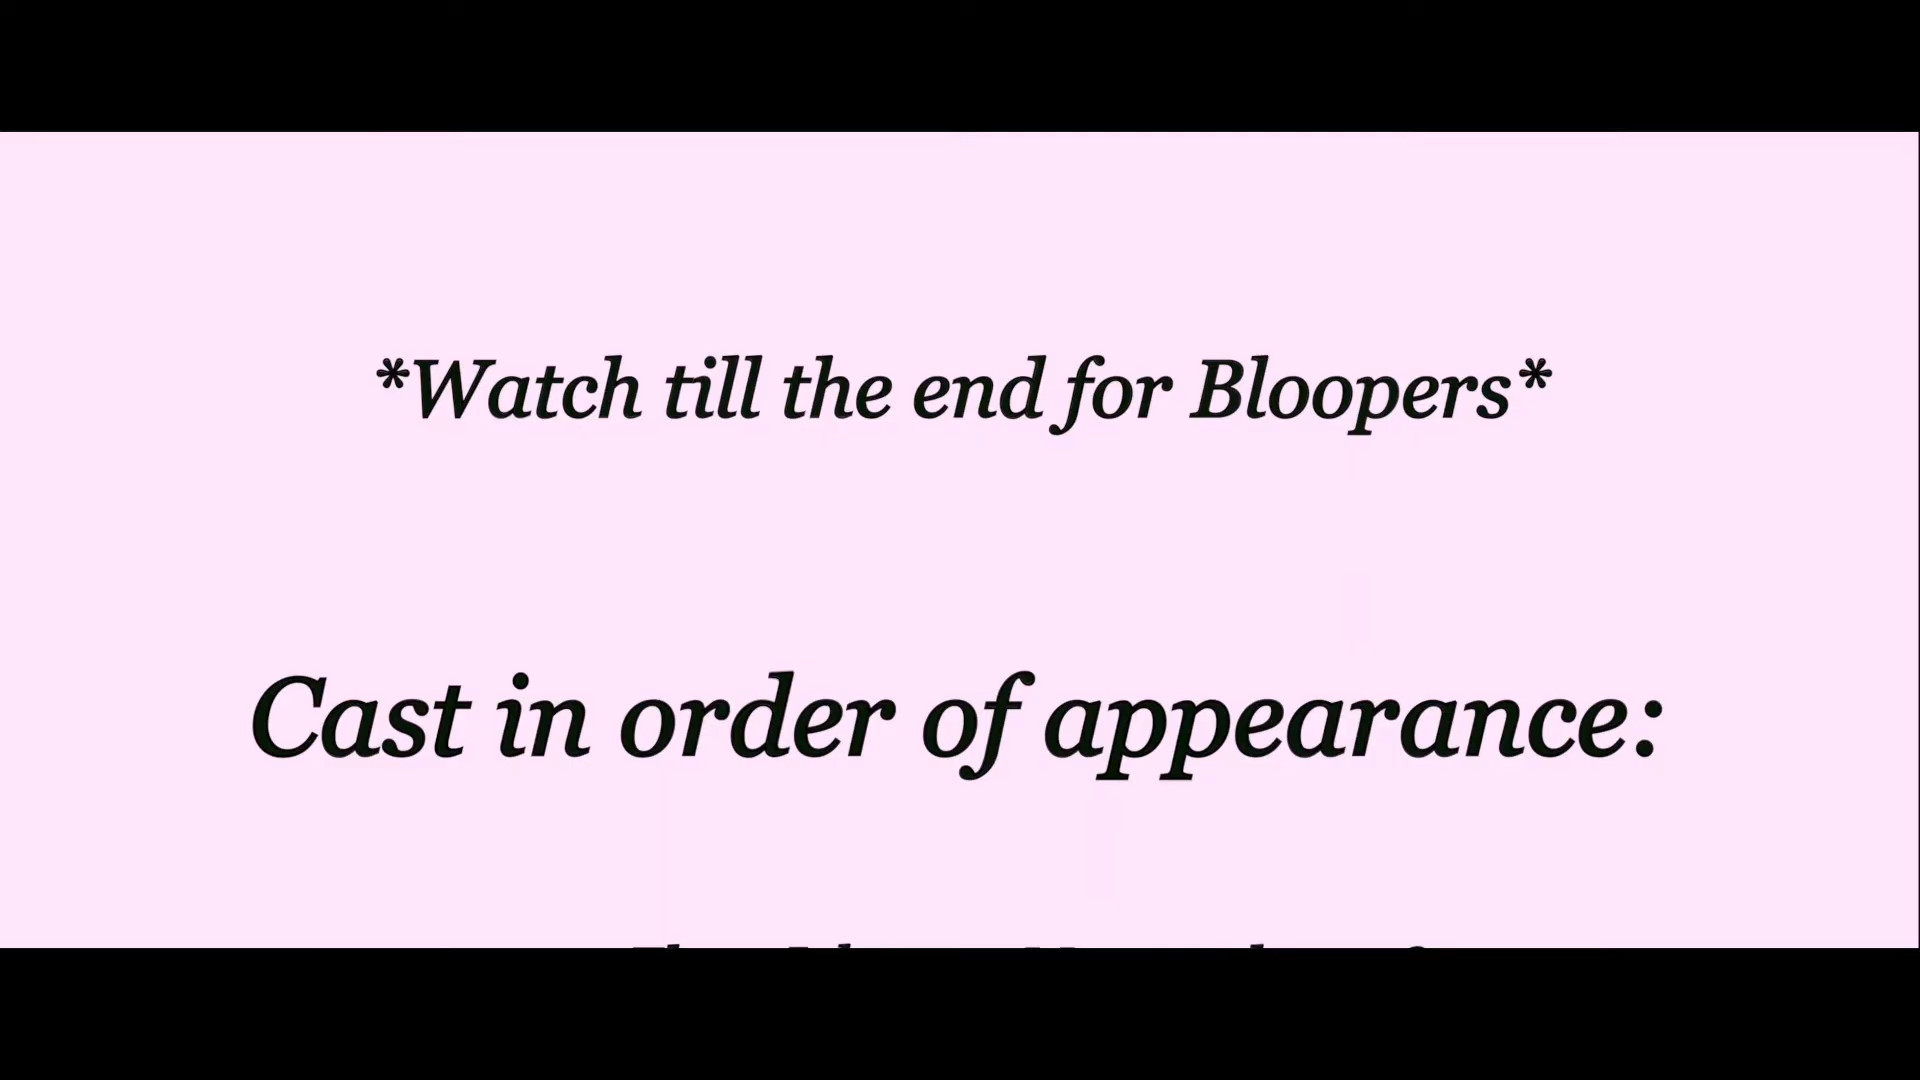 *Watch till the end for Bloopers*
Cast in order of appearance: